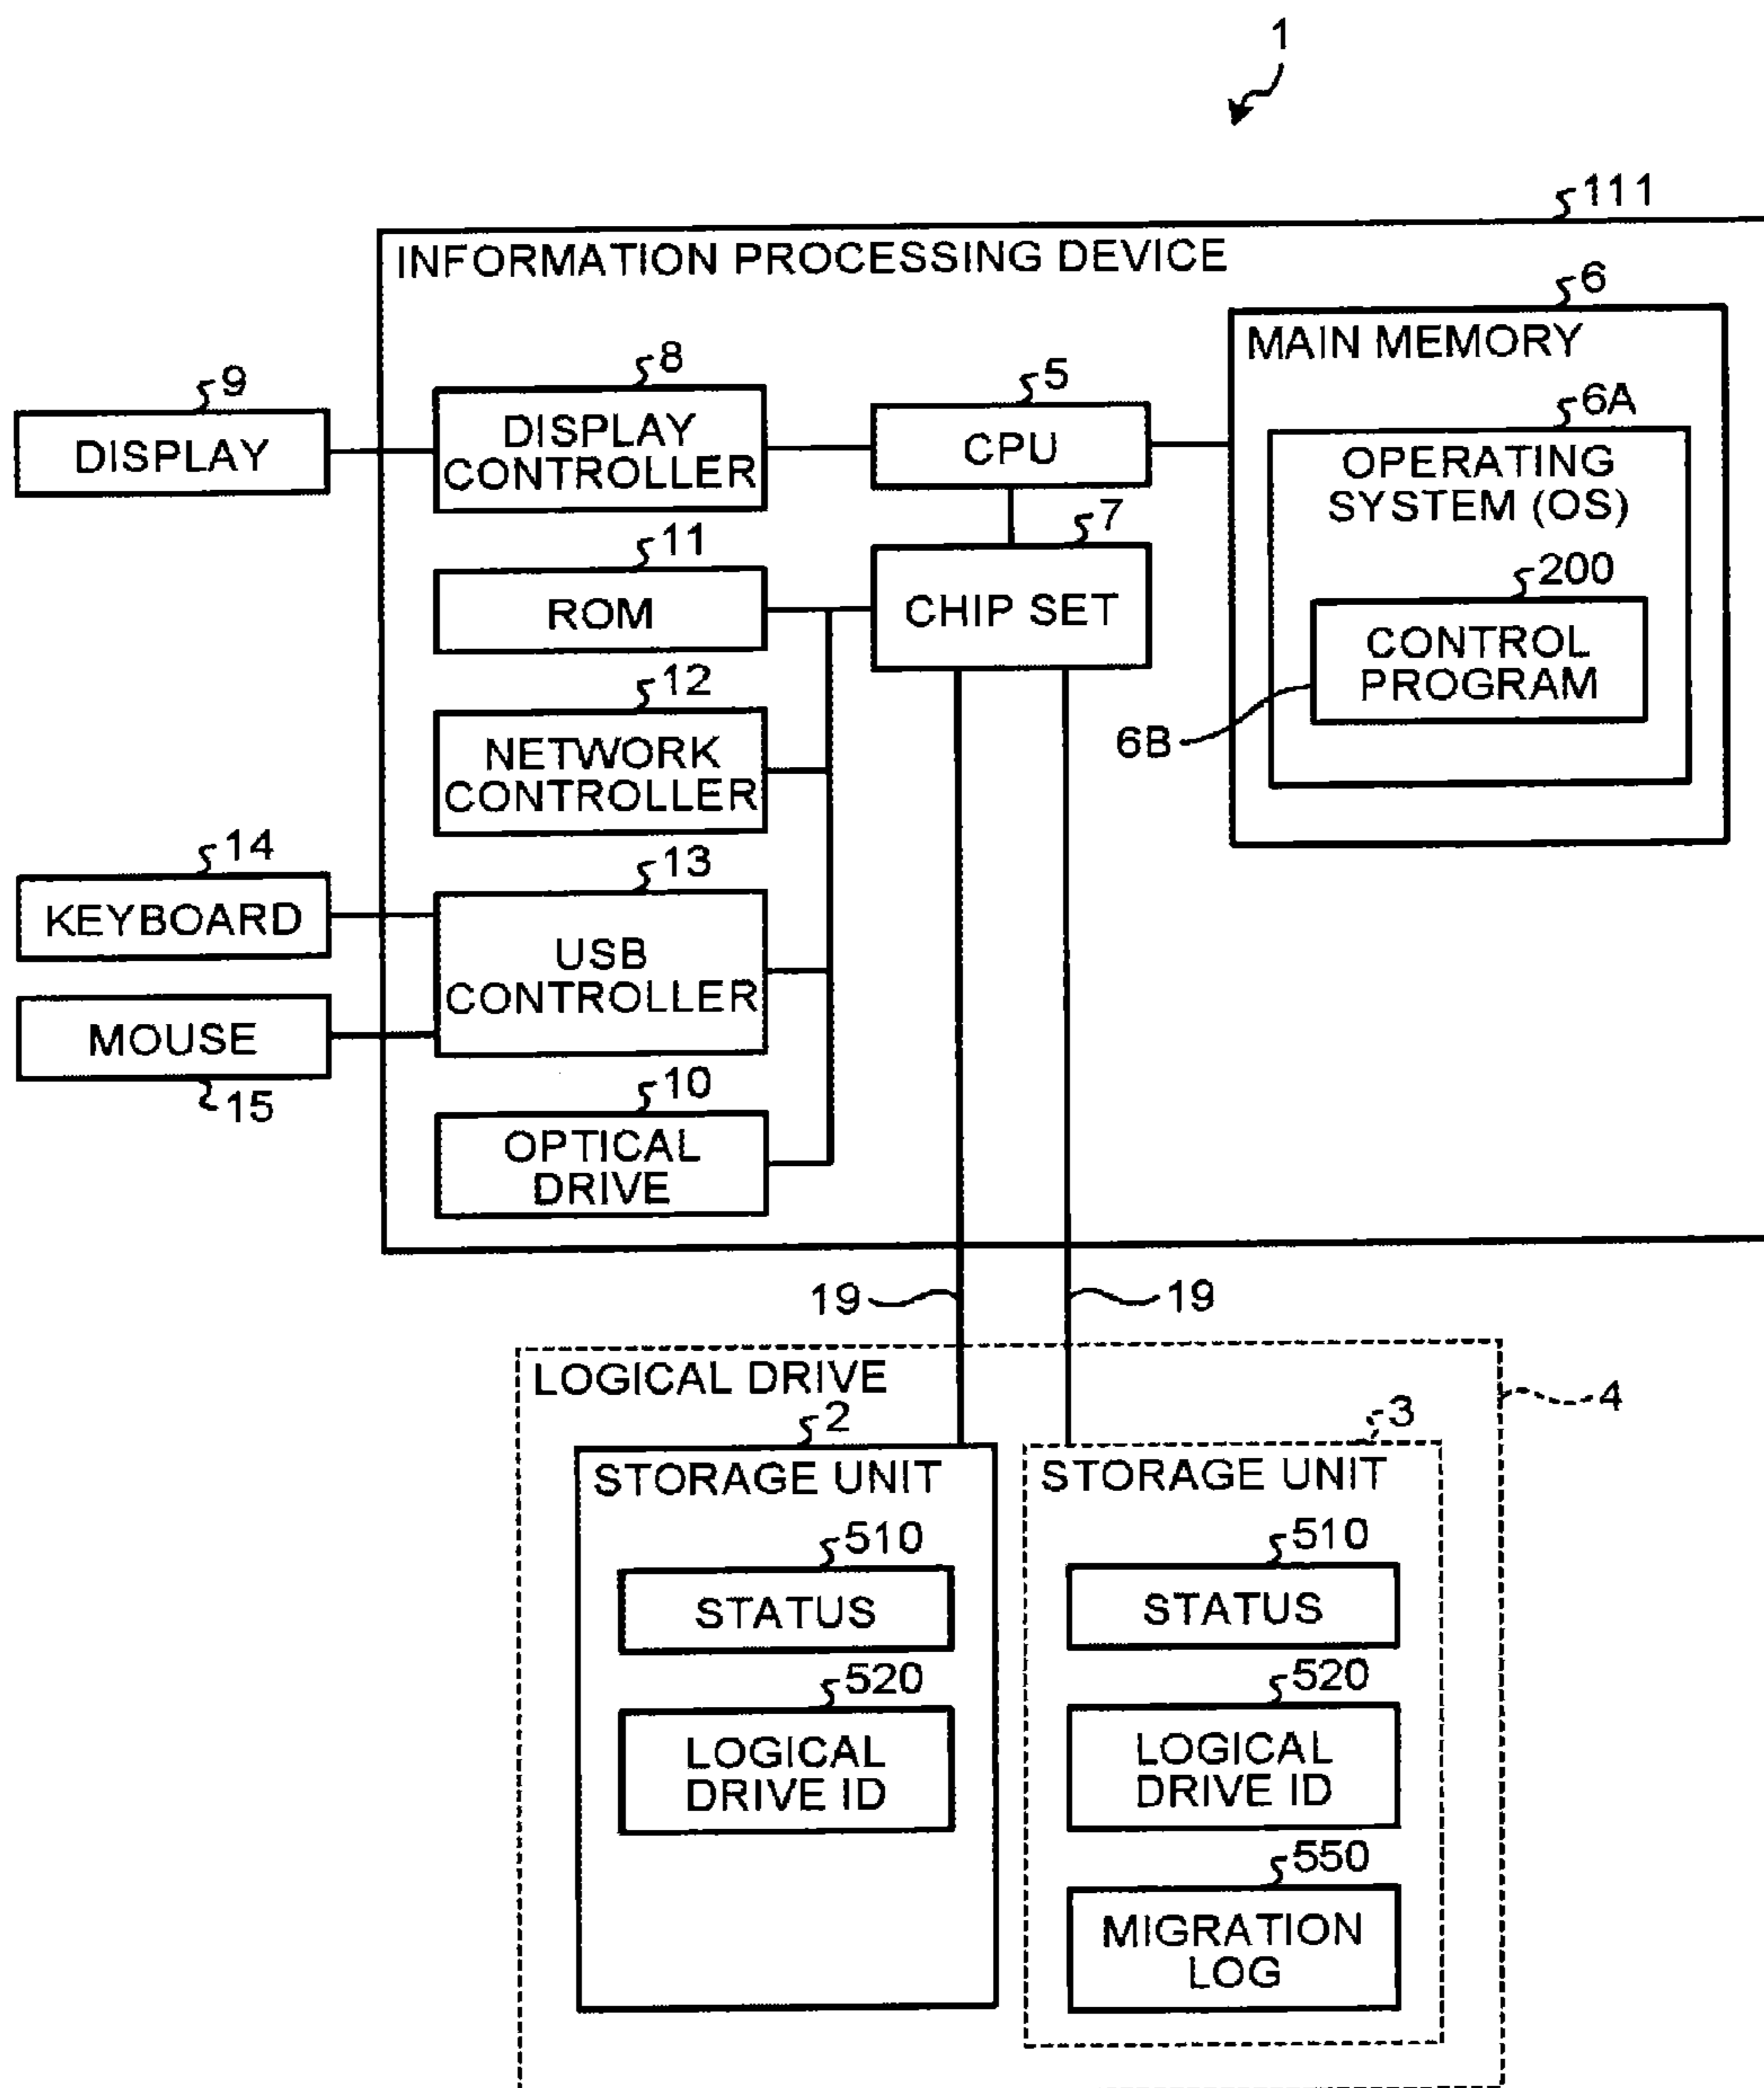 1
111
INFORMATION PROCESSING DEVICE
6
MAIN MEMORY
8
5
9
DISPLAY
DISPLAY
CONTROLLER
CPU
6A
OPERATING
SYSTEM (OS)
11
7
ROM
CHIP SET
200
CONTROL
PROGRAM
6B
12
NETWORK
CONTROLLER
14
KEYBOARD
13
USB
CONTROLLER
MOUSE
15
10
OPTICAL
DRIVE
19
19
LOGICAL DRIVE
4
2
3
STORAGE UNIT
STORAGE UNIT
510
510
STATUS
STATUS
520
520
LOGICAL
DRIVE ID
LOGICAL
DRIVE ID
550
MIGRATION
LOG